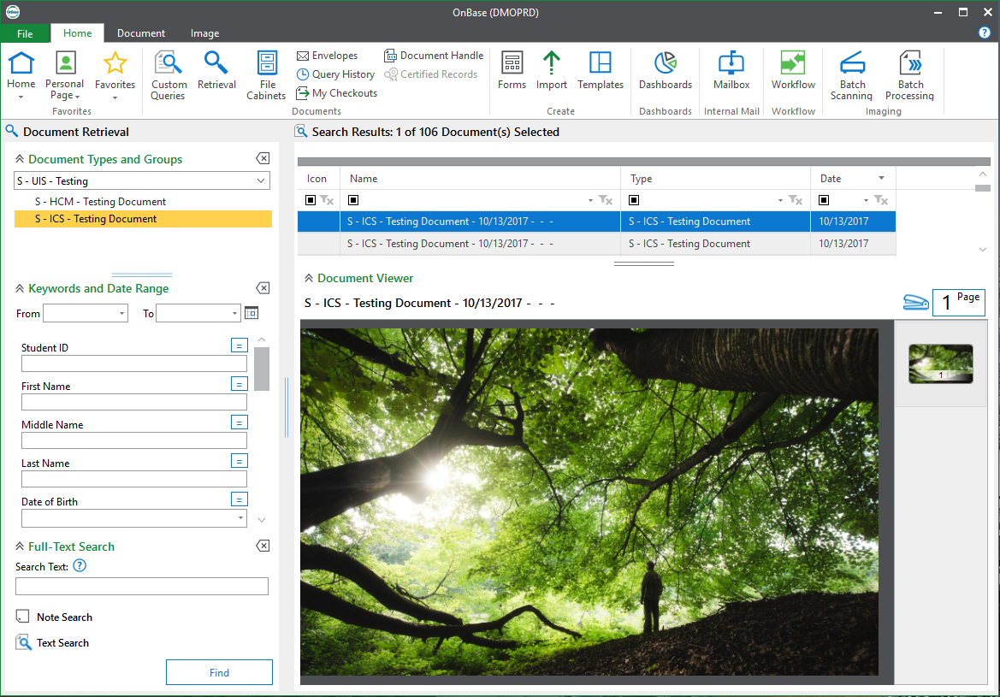 OnBase
OnBase (DMOPRD)
File
Home
Document
Image
?
Home
Personal Page
Favorites
Favorites
Custom Queries
Retrieval
File Cabinets
Envelopes
Query History
My Checkouts
Document Handle
Certified Records
Documents
Forms
Import
Templates
Create
Dashboards
Dashboards
Mailbox
Internal Mail
Workflow
Workflow
Batch Scanning
Batch Processing
Imaging
Document Retrieval
Document Types and Groups
S - UIS - Testing
S - HCM - Testing Document
S - ICS - Testing Document
Keywords and Date Range
From
To
Student ID
=
First Name
=
Middle Name
=
Last Name
=
Date of Birth
=
Full-Text Search
Search Text: ?
Note Search
Text Search
Find
Search Results: 1 of 106 Document(s) Selected
Icon Name Type Date
S - ICS - Testing Document - 10/13/2017 - - - S - ICS - Testing Document 10/13/2017
S - ICS - Testing Document - 10/13/2017 - - - S - ICS - Testing Document 10/13/2017
Document Viewer
S - ICS - Testing Document - 10/13/2017 - - -
1 Page
1